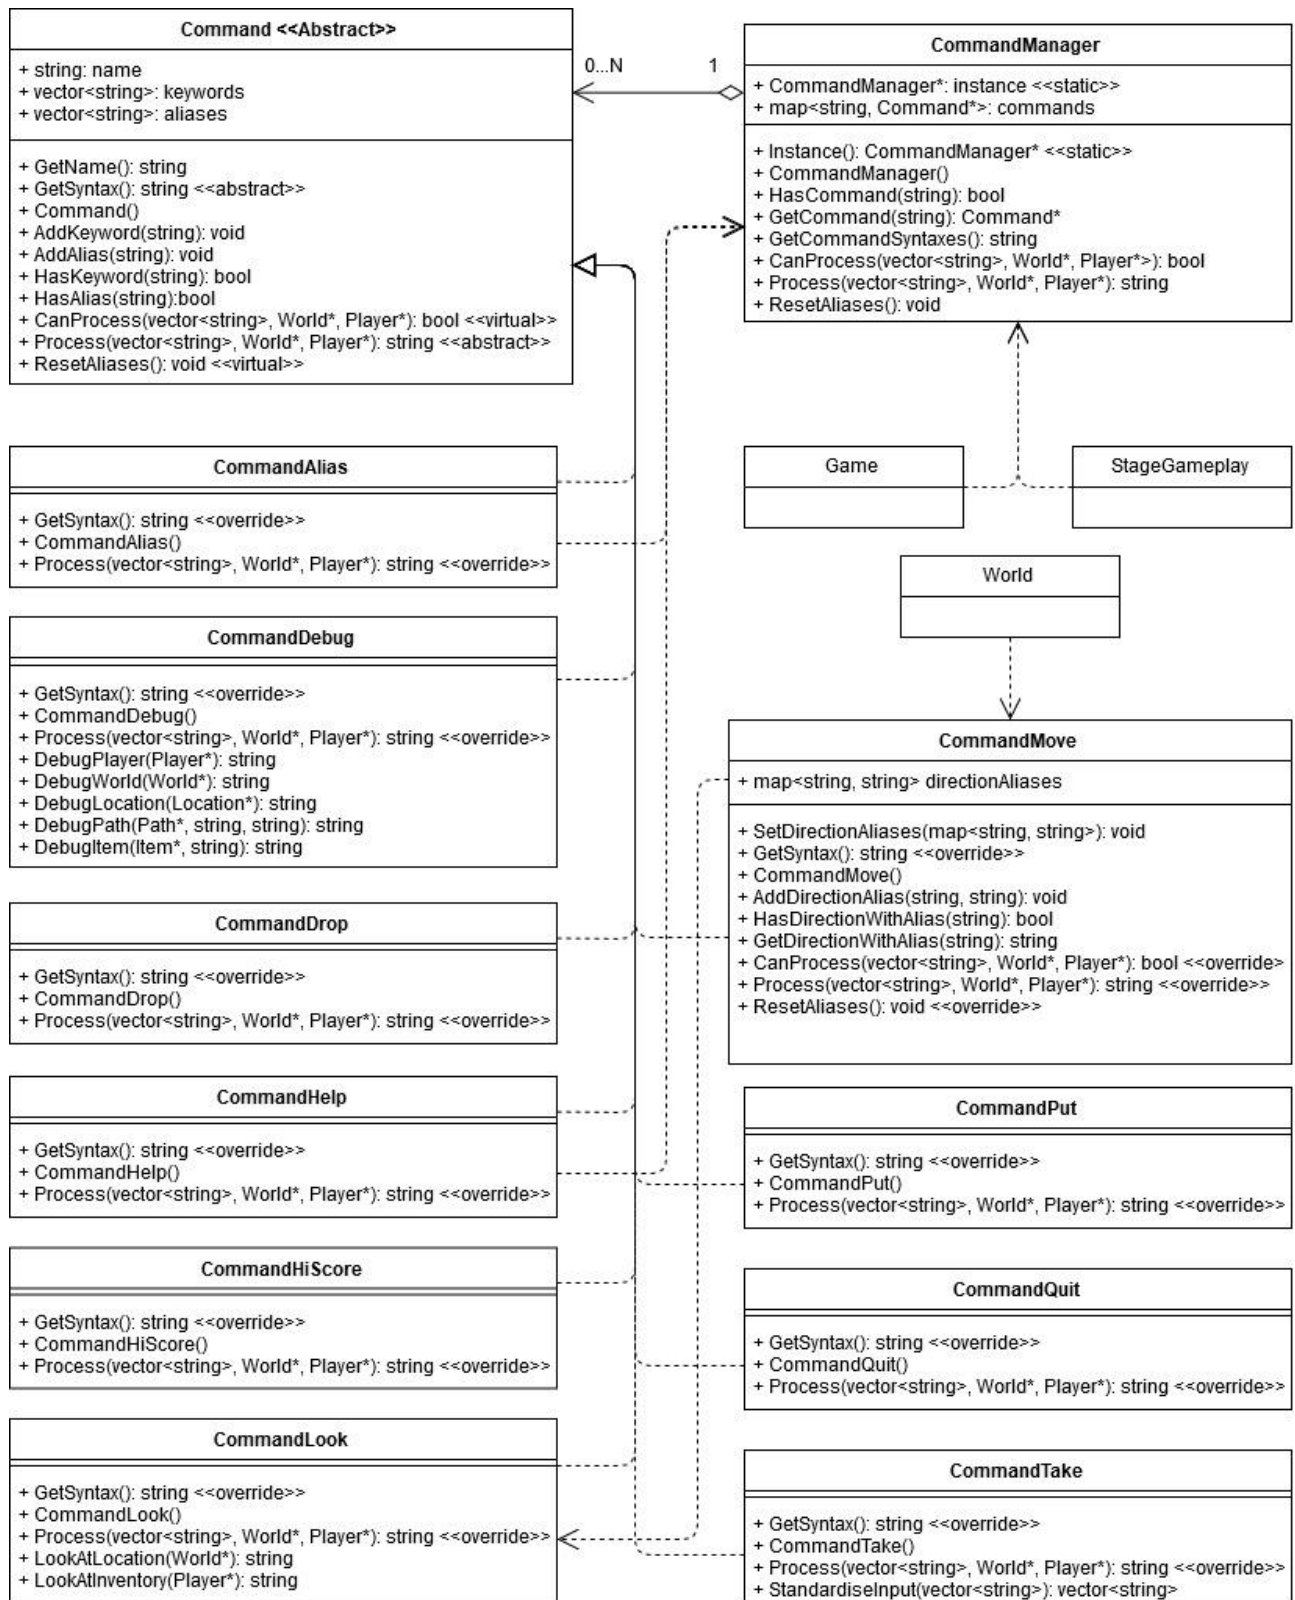 Command <<Abstract>>
+ string: name
+ vector<string>: keywords
+ vector<string>: aliases
+ GetName(): string
+ GetSyntax(): string <<abstract>>
+ Command()
+ AddKeyword(string): void
+ AddAlias(string): void
+ HasKeyword(string): bool
+ HasAlias(string):bool
+ CanProcess(vector<string>, World*, Player*): bool <<virtual>>
+ Process(vector<string>, World*, Player*): string <<abstract>>
+ ResetAliases(): void <<virtual>>
0...N
1
CommandManager
+ CommandManager*: instance <<static>>
+ map<string, Command*>: commands
+ Instance(): CommandManager* <<static>>
+ CommandManager()
+ HasCommand(string): bool
+ GetCommand(string): Command*
+ GetCommandSyntaxes(): string
+ CanProcess(vector<string>, World*, Player*>): bool
+ Process(vector<string>, World*, Player*): string
+ ResetAliases(): void
CommandAlias
+ GetSyntax(): string <<override>>
+ CommandAlias()
+ Process(vector<string>, World*, Player*): string <<override>>
Game
StageGameplay
World
CommandDebug
+ GetSyntax(): string <<override>>
+ CommandDebug()
+ Process(vector<string>, World*, Player*): string <<override>>
+ DebugPlayer(Player*): string
+ DebugWorld(World*): string
+ DebugLocation(Location*): string
+ DebugPath(Path*, string, string): string
+ DebugItem(Item*, string): string
CommandMove
+ map<string, string> directionAliases
+ SetDirectionAliases(map<string, string>): void
+ GetSyntax(): string <<override>>
+ CommandMove()
+ AddDirectionAlias(string, string): void
+ HasDirectionWithAlias(string): bool
+ GetDirectionWithAlias(string): string
+ CanProcess(vector<string>, World*, Player*): bool <<override>
+ Process(vector<string>, World*, Player*): string <<override>>
+ ResetAliases(): void <<override>>
CommandDrop
+ GetSyntax(): string <<override>>
+ CommandDrop()
+ Process(vector<string>, World*, Player*): string <<override>>
CommandHelp
+ GetSyntax(): string <<override>>
+ CommandHelp()
+ Process(vector<string>, World*, Player*): string <<override>>
CommandPut
+ GetSyntax(): string <<override>>
+ CommandPut()
+ Process(vector<string>, World*, Player*): string <<override>>
CommandHiScore
+ GetSyntax(): string <<override>>
+ CommandHiScore()
+ Process(vector<string>, World*, Player*): string <<override>>
CommandQuit
+ GetSyntax(): string <<override>>
+ CommandQuit()
+ Process(vector<string>, World*, Player*): string <<override>>
CommandLook
+ GetSyntax(): string <<override>>
+ CommandLook()
+ Process(vector<string>, World*, Player*): string <<override>>
+ LookAtLocation(World*): string
+ LookAtInventory(Player*): string
CommandTake
+ GetSyntax(): string <<override>>
+ CommandTake()
+ Process(vector<string>, World*, Player*): string <<override>>
+ StandardiseInput(vector<string>): vector<string>